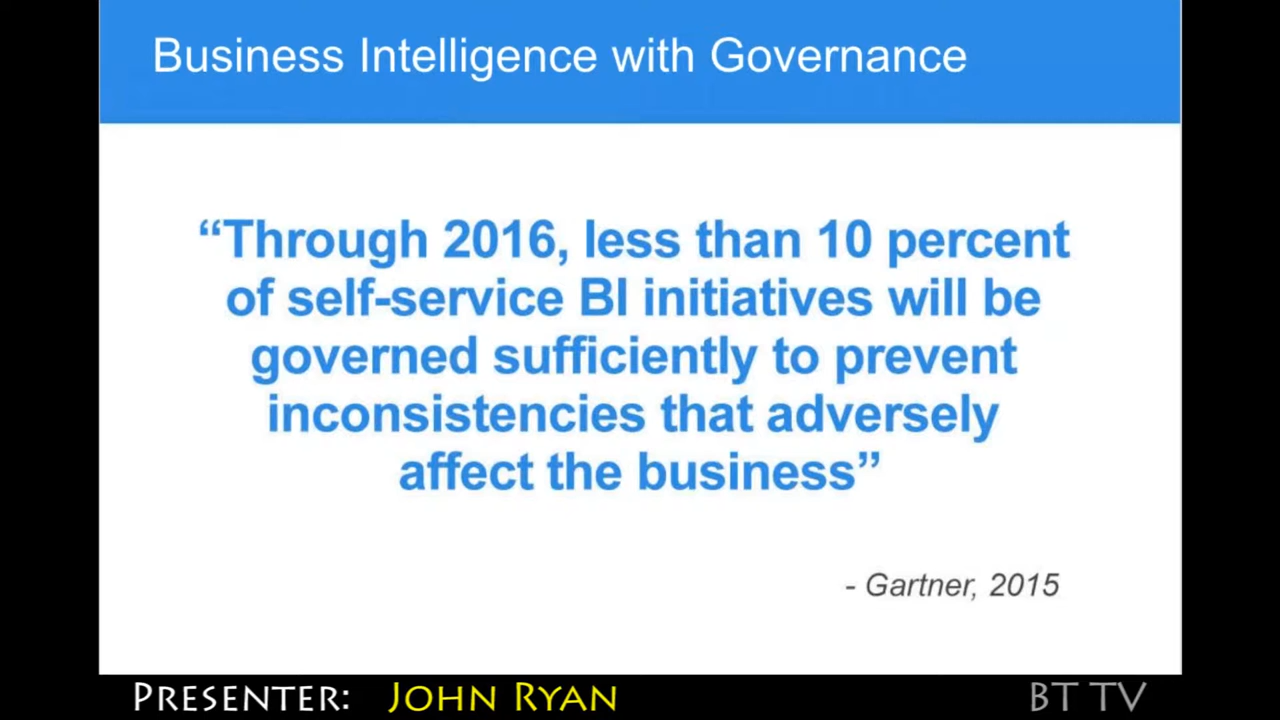 Business Intelligence with Governance
“Through 2016, less than 10 percent
of self-service BI initiatives will be
governed sufficiently to prevent
inconsistencies that adversely
affect the business”
- Gartner, 2015
Presenter: John Ryan
BT TV